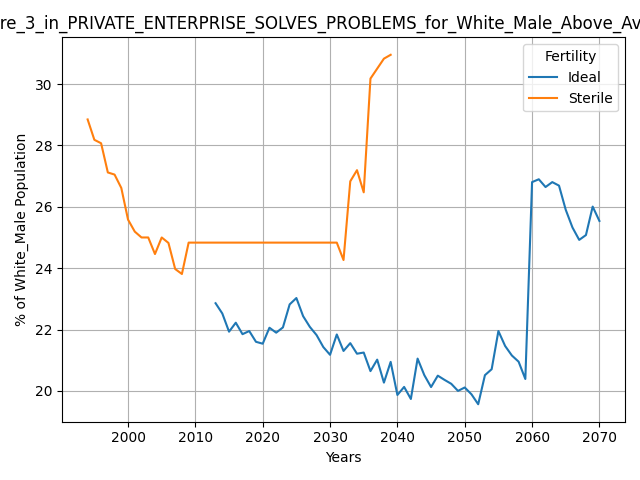 re_3_in_PRIVATE_ENTERPRISE_SOLVES_PROBLEMS_for_White_Male_Above_Av
Fertility
Ideal
Sterile
% of White_Male Population
30
28
26
24
22
20
2000 2010 2020 2030 2040 2050 2060 2070
Years